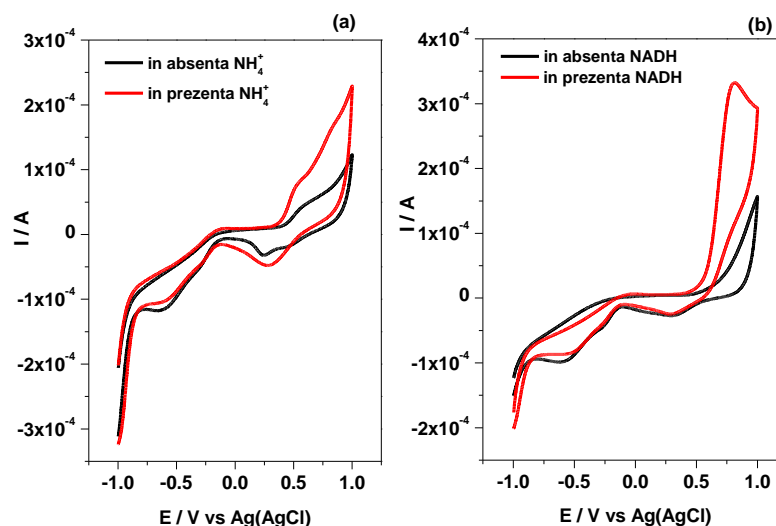 (a)
in absenta NH₄⁺
in prezenta NH₄⁺
3x10⁻⁴
2x10⁻⁴
1x10⁻⁴
0
-1x10⁻⁴
-2x10⁻⁴
-3x10⁻⁴
I / A
-1.0 -0.5 0.0 0.5 1.0
E / V vs Ag(AgCl)
(b)
in absenta NADH
in prezenta NADH
4x10⁻⁴
3x10⁻⁴
2x10⁻⁴
1x10⁻⁴
0
-1x10⁻⁴
-2x10⁻⁴
I / A
-1.0 -0.5 0.0 0.5 1.0
E / V vs Ag(AgCl)